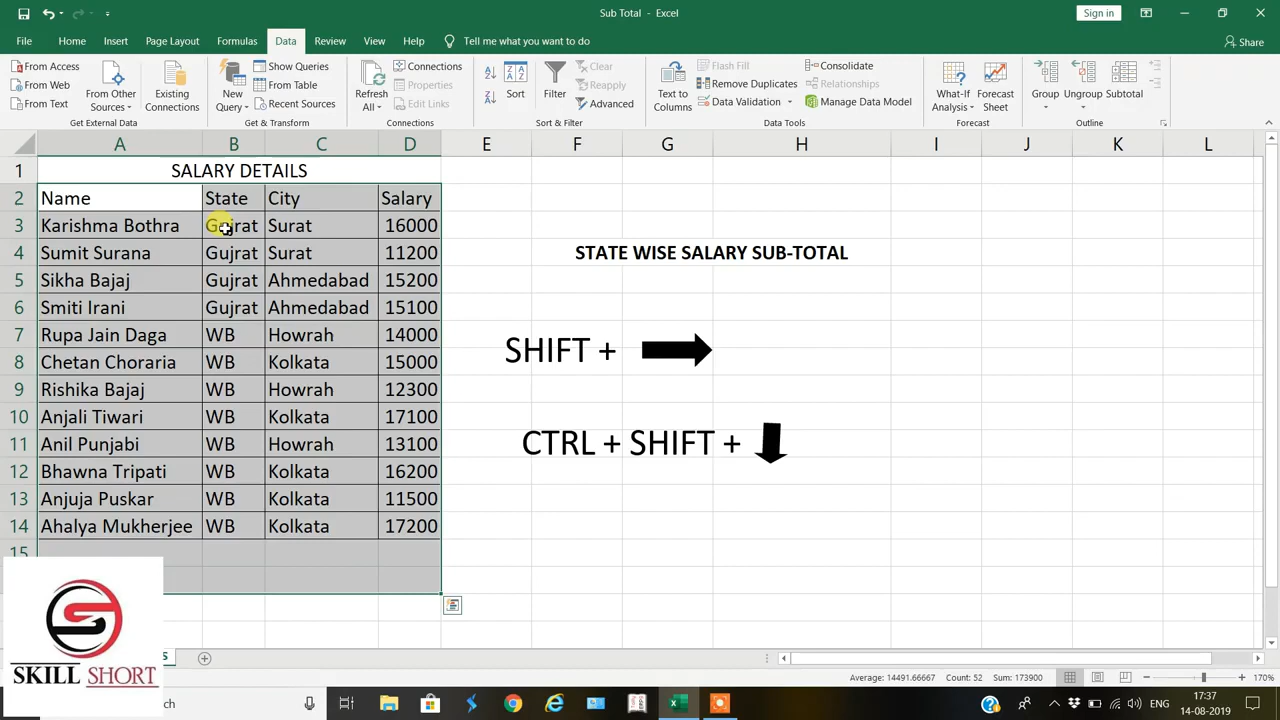 Sub Total - Excel
Sign in
File Home Insert Page Layout Formulas Data Review View Help Tell me what you want to do Share
From Access
From Web
From Text
From Other Sources
Existing Connections
Get External Data
New Query
Show Queries
From Table
Recent Sources
Get & Transform
Refresh All
Connections
Properties
Edit Links
Connections
Sort
Filter
Clear
Reapply
Advanced
Sort & Filter
Text to Columns
Flash Fill
Remove Duplicates
Data Validation
Consolidate
Relationships
Manage Data Model
Data Tools
What-If Analysis
Forecast Sheet
Forecast
Group
Ungroup
Subtotal
Outline
A B C D E F G H I J K L
1 SALARY DETAILS
2 Name State City Salary
3 Karishma Bothra Gujrat Surat 16000
4 Sumit Surana Gujrat Surat 11200
5 Sikha Bajaj Gujrat Ahmedabad 15200
6 Smiti Irani Gujrat Ahmedabad 15100
7 Rupa Jain Daga WB Howrah 14000
8 Chetan Choraria WB Kolkata 15000
9 Rishika Bajaj WB Howrah 12300
10 Anjali Tiwari WB Kolkata 17100
11 Anil Punjabi WB Howrah 13100
12 Bhawna Tripati WB Kolkata 16200
13 Anjuja Puskar WB Kolkata 11500
14 Ahalya Mukherjee WB Kolkata 17200
15
STATE WISE SALARY SUB-TOTAL
SHIFT +
CTRL + SHIFT +
SKILL SHORT
S
Average: 14491.66667 Count: 52 Sum: 173900
170%
ch
ENG
17:37
14-08-2019